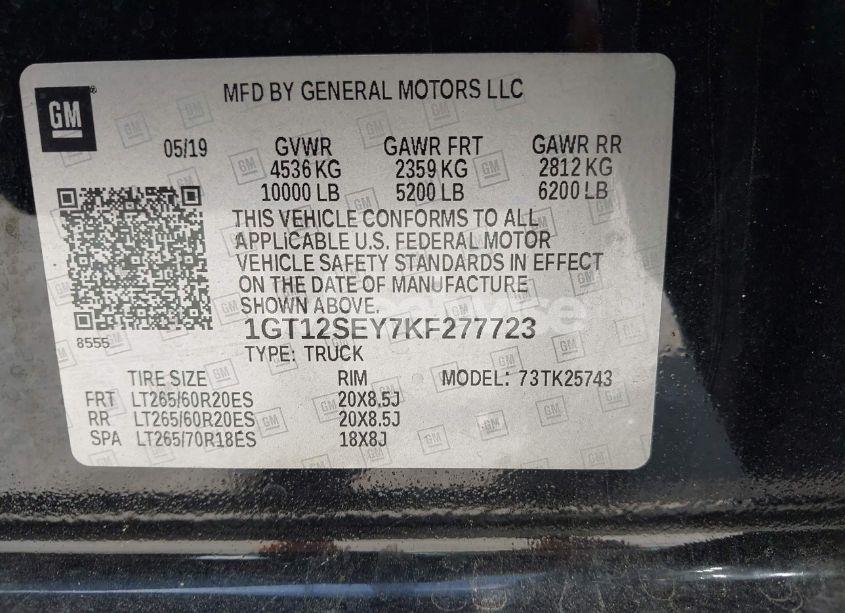 GM
MFD BY GENERAL MOTORS LLC
05/19 GVWR GAWR FRT GAWR RR
4536 KG 2359 KG 2812 KG
10000 LB 5200 LB 6200 LB
THIS VEHICLE CONFORMS TO ALL
APPLICABLE U.S. FEDERAL MOTOR
VEHICLE SAFETY STANDARDS IN EFFECT
ON THE DATE OF MANUFACTURE
SHOWN ABOVE.
8555
1GT12SEY7KF277723
TYPE: TRUCK
TIRE SIZE RIM MODEL: 73TK25743
FRT LT265/60R20ES 20X8.5J
RR LT265/60R20ES 20X8.5J
SPA LT265/70R18ES 18X8J